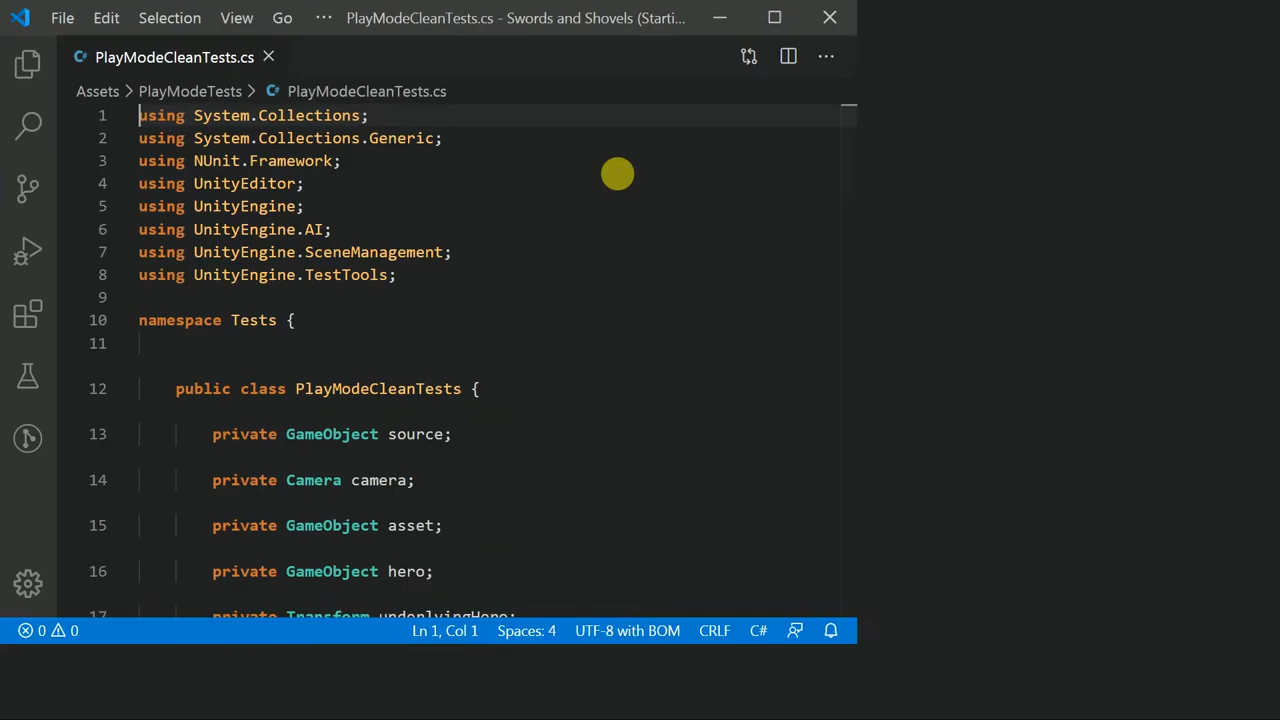 File Edit Selection View Go ··· PlayModeCleanTests.cs - Swords and Shovels (Starti...
PlayModeCleanTests.cs
Assets > PlayModeTests > PlayModeCleanTests.cs
1 using System.Collections;
2 using System.Collections.Generic;
3 using NUnit.Framework;
4 using UnityEditor;
5 using UnityEngine;
6 using UnityEngine.AI;
7 using UnityEngine.SceneManagement;
8 using UnityEngine.TestTools;
9
10 namespace Tests {
11
12 public class PlayModeCleanTests {
13 private GameObject source;
14 private Camera camera;
15 private GameObject asset;
16 private GameObject hero;
17 private Transform underlyingHero;
0 0 Ln 1, Col 1 Spaces: 4 UTF-8 with BOM CRLF C#